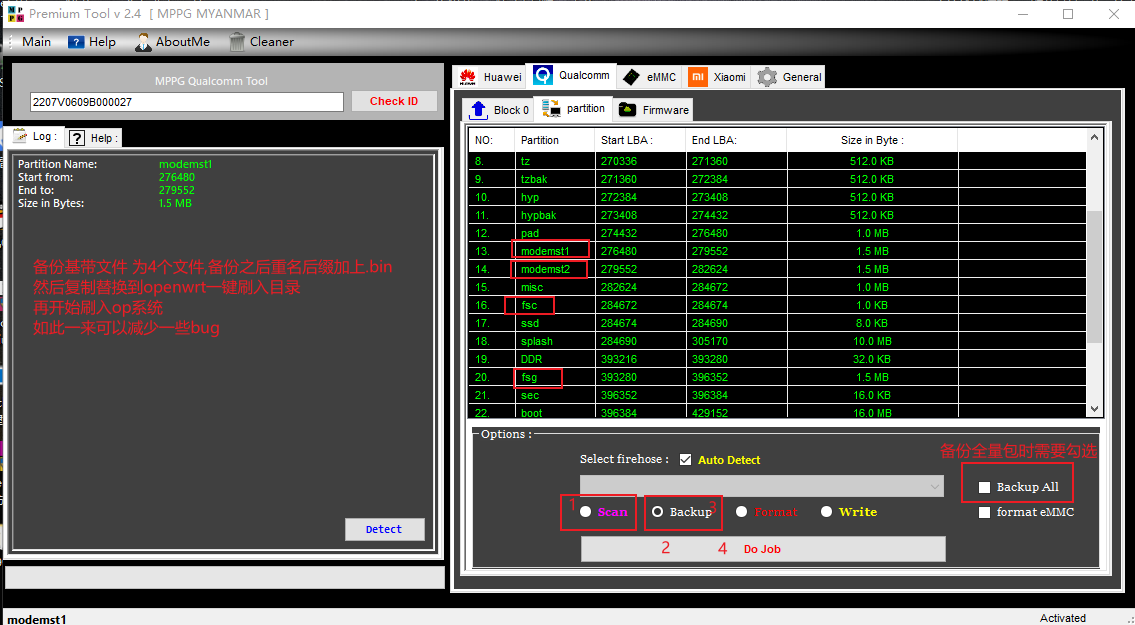 Premium Tool v 2.4 [ MPPG MYANMAR ]
Main Help AboutMe Cleaner
MPPG Qualcomm Tool
2207V0609B000027 Check ID
Log : Help :
Partition Name: modemst1
Start from: 276480
End to: 279552
Size in Bytes: 1.5 MB
备份基带文件 为4个文件,备份之后重名后缀加上.bin
然后复制替换到openwrt一键刷入目录
再开始刷入op系统
如此一来可以减少一些bug
Detect
Huawei Qualcomm eMMC Xiaomi General
Block 0 partition Firmware
NO: Partition Start LBA : End LBA: Size in Byte :
8. tz 270336 271360 512.0 KB
9. tzbak 271360 272384 512.0 KB
10. hyp 272384 273408 512.0 KB
11. hypbak 273408 274432 512.0 KB
12. pad 274432 276480 1.0 MB
13. modemst1 276480 279552 1.5 MB
14. modemst2 279552 282624 1.5 MB
15. misc 282624 284672 1.0 MB
16. fsc 284672 284674 1.0 KB
17. ssd 284674 284690 8.0 KB
18. splash 284690 305170 10.0 MB
19. DDR 393216 393280 32.0 KB
20. fsg 393280 396352 1.5 MB
21. sec 396352 396384 16.0 KB
22. boot 396384 429152 16.0 MB
Options :
备份全量包时需要勾选
Select firehose : Auto Detect
Backup All
1 Scan Backup 3 Format Write format eMMC
2 4 Do Job
modemst1 Activated